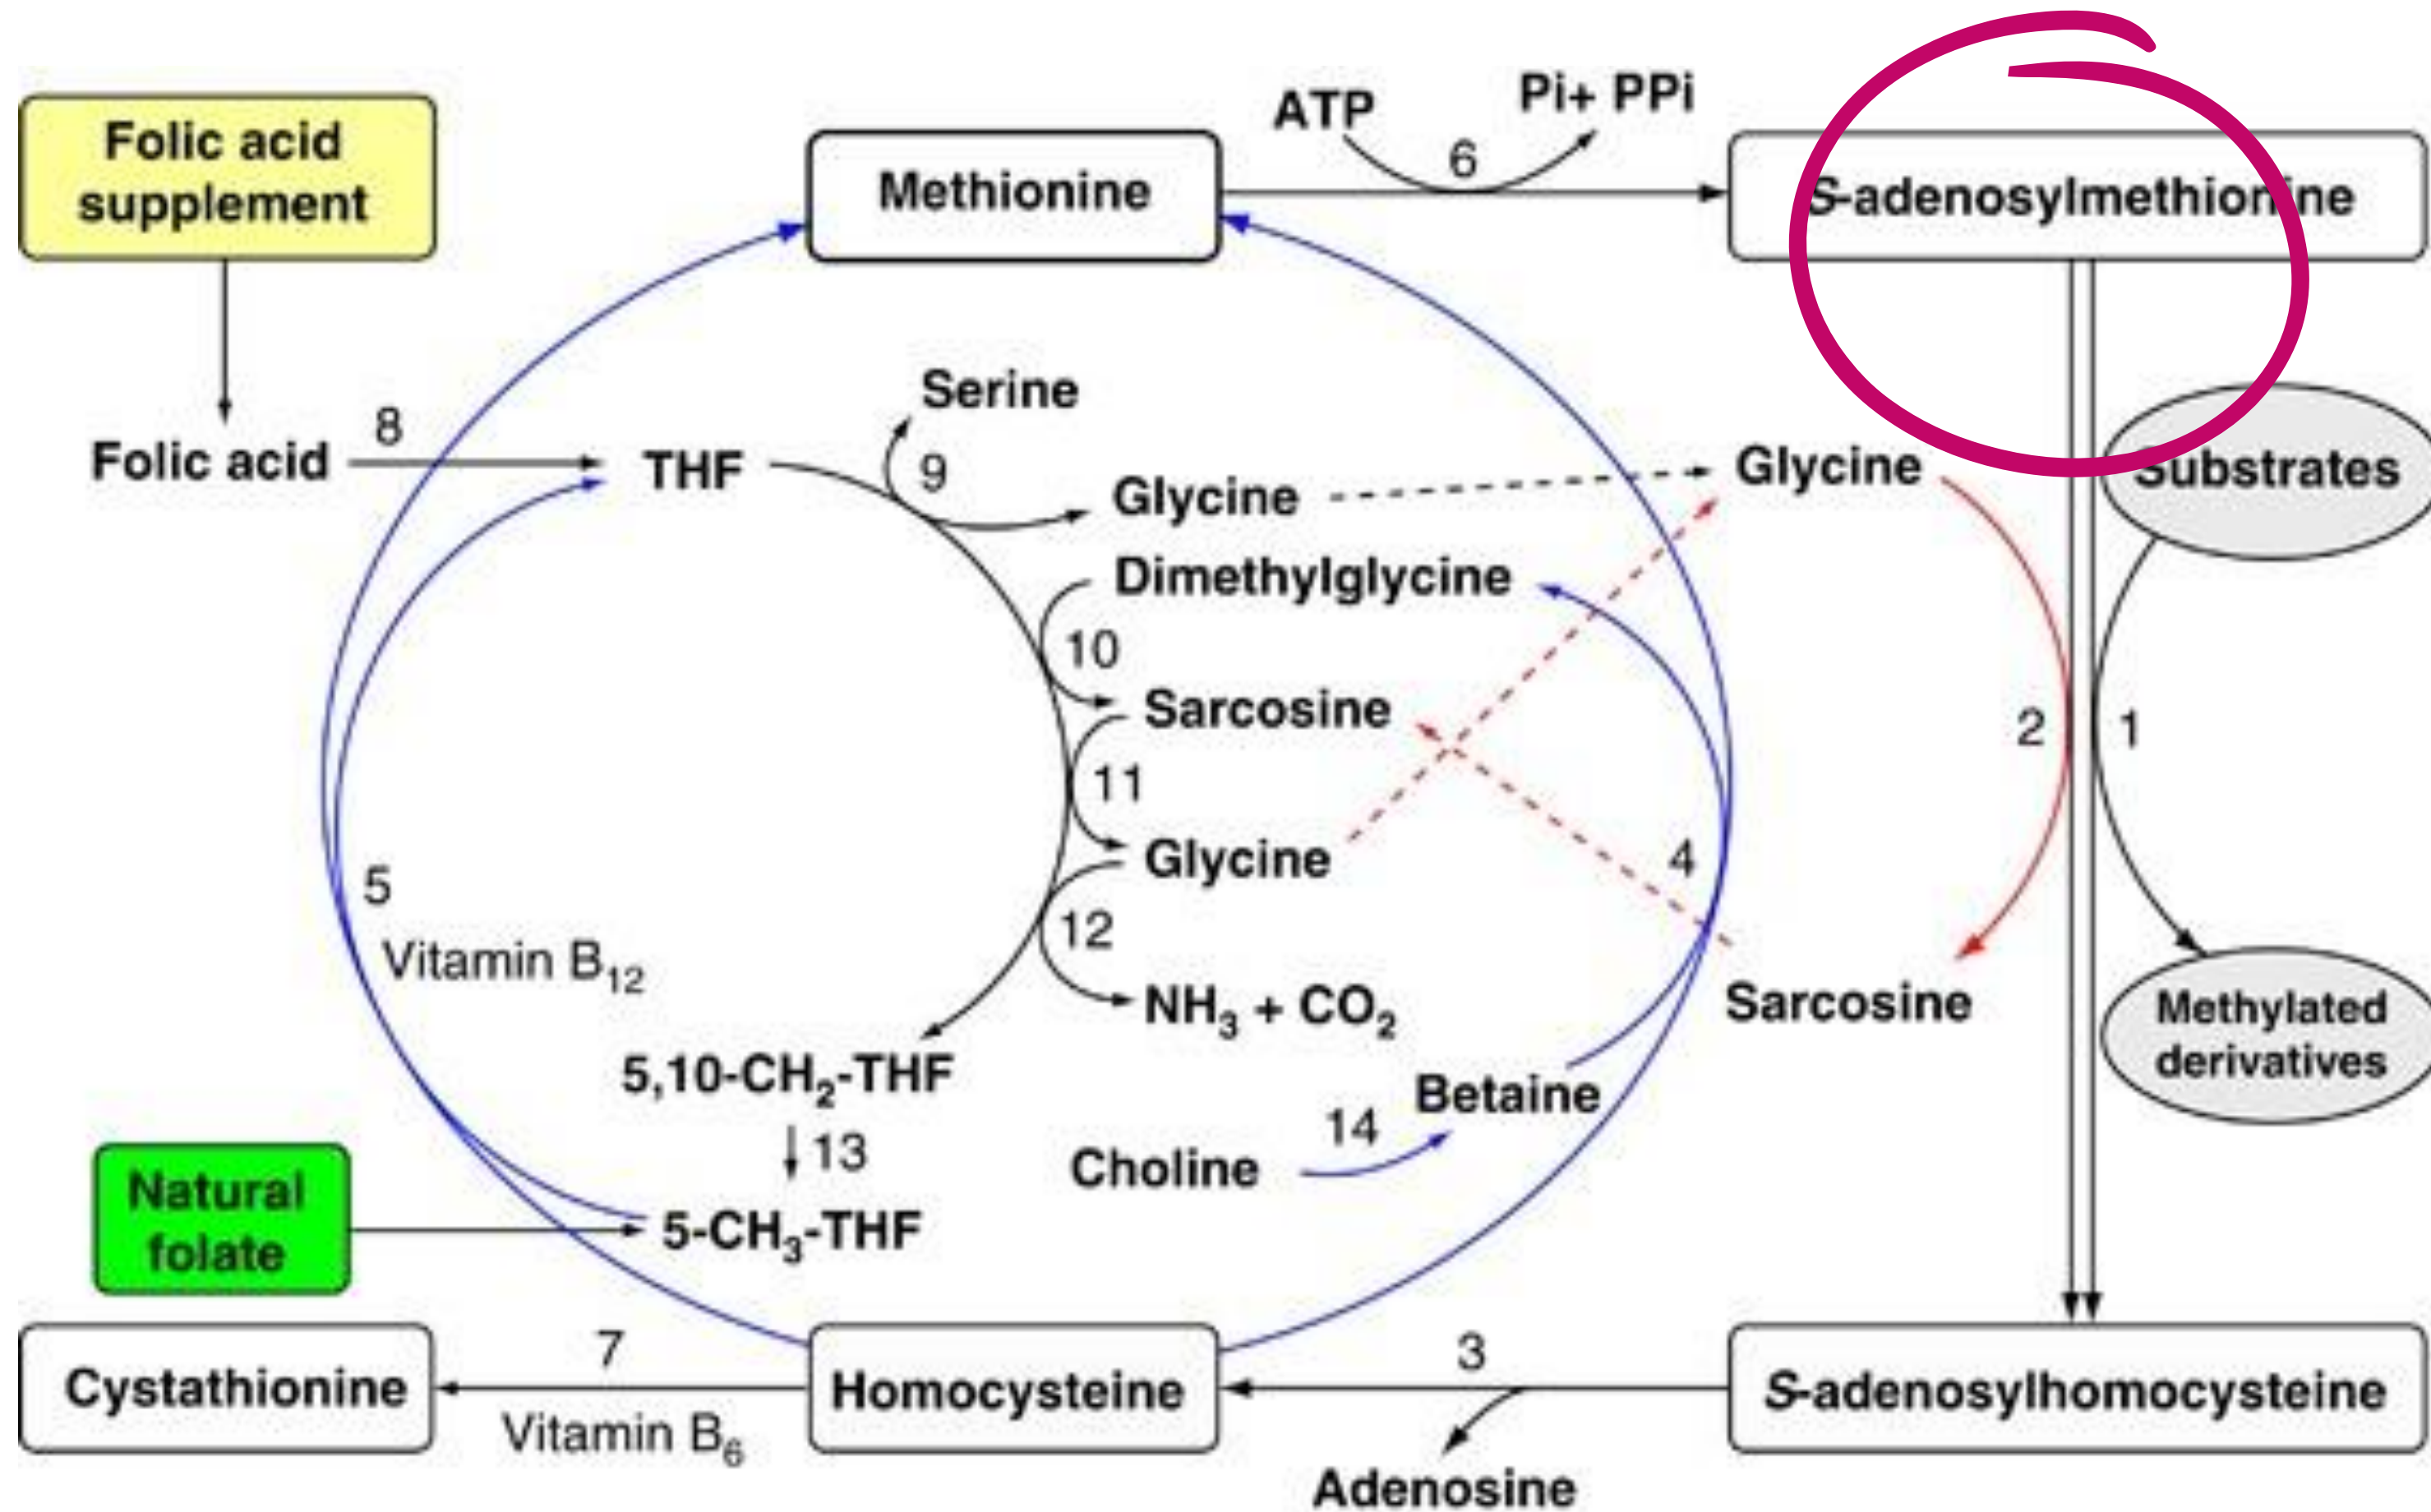 ATP
Pi+ PPi
Folic acid
supplement
Methionine
6
S-adenosylmethionine
Serine
8
Folic acid
THF
9
Glycine
Glycine
Substrates
Dimethylglycine
10
Sarcosine
2
1
11
Glycine
4
5
12
Vitamin B12
NH3 + CO2
Sarcosine
Methylated
derivatives
5,10-CH2-THF
Betaine
14
13
Choline
Natural
folate
5-CH3-THF
7
3
Cystathionine
Homocysteine
S-adenosylhomocysteine
Vitamin B6
Adenosine